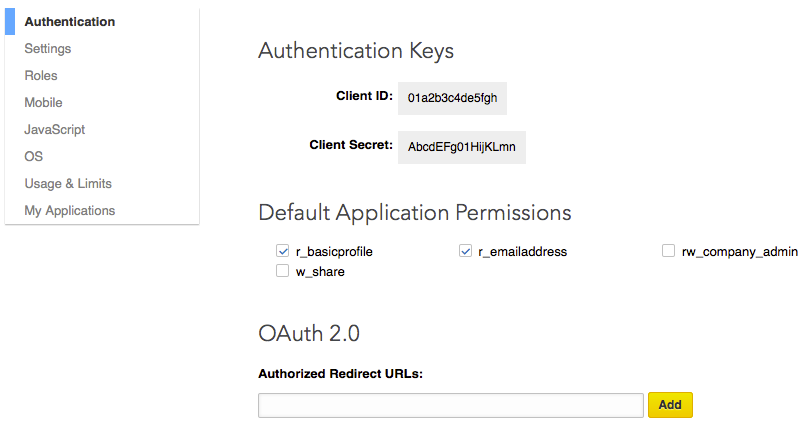 Authentication
Settings
Roles
Mobile
JavaScript
OS
Usage & Limits
My Applications
Authentication Keys
Client ID: 01a2b3c4de5fgh
Client Secret: AbcdEFg01HijKLmn
Default Application Permissions
r_basicprofile r_emailaddress rw_company_admin
w_share
OAuth 2.0
Authorized Redirect URLs:
Add